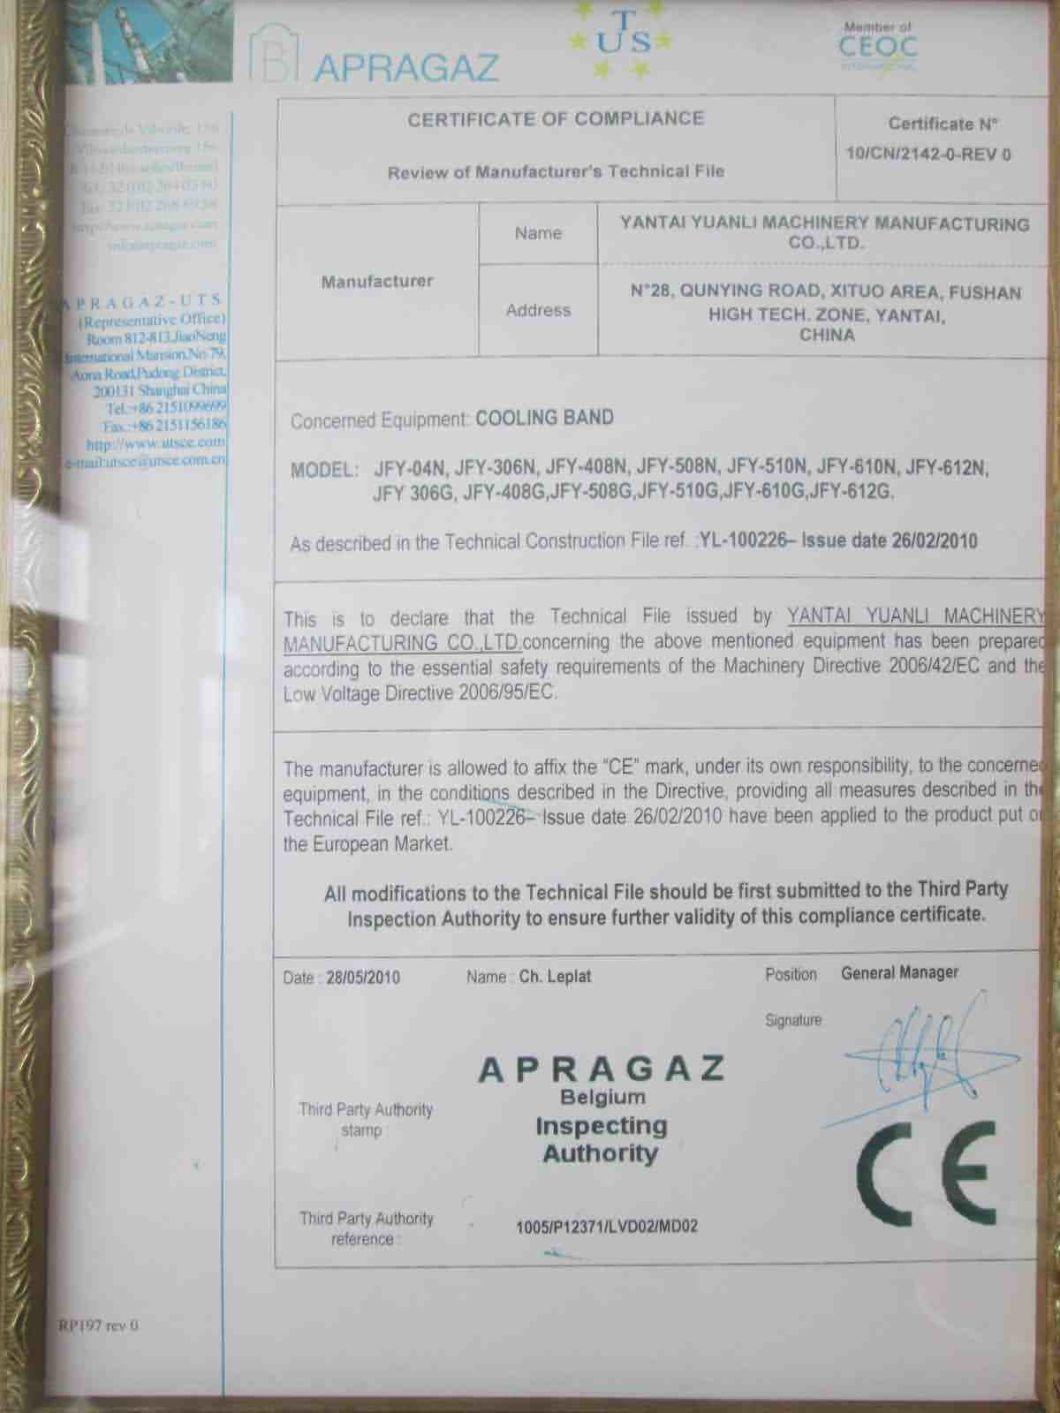 B APRAGAZ
UTS
Member of
CEOC
INTERNATIONAL
CERTIFICATE OF COMPLIANCE
Review of Manufacturer's Technical File
Certificate N°
10/CN/2142-0-REV 0
Manufacturer
Name
YANTAI YUANLI MACHINERY MANUFACTURING
CO.,LTD.
Address
N°28, QUNYING ROAD, XITUO AREA, FUSHAN
HIGH TECH. ZONE, YANTAI,
CHINA
APRAGAZ-UTS
(Representative Office)
Room 812-813,JiaoNeng
International Mansion,No 79,
Aona Road,Pudong District,
200131 Shanghai China
Tel.:+86 2151099699
Fax.:+86 2151156186
http://www.utsce.com
e-mail:utsce@utsce.com.cn
Concerned Equipment: COOLING BAND
MODEL: JFY-04N, JFY-306N, JFY-408N, JFY-508N, JFY-510N, JFY-610N, JFY-612N,
JFY 306G, JFY-408G,JFY-508G,JFY-510G,JFY-610G,JFY-612G.
As described in the Technical Construction File ref. :YL-100226– Issue date 26/02/2010
This is to declare that the Technical File issued by YANTAI YUANLI MACHINERY
MANUFACTURING CO.,LTD.concerning the above mentioned equipment has been prepared
according to the essential safety requirements of the Machinery Directive 2006/42/EC and the
Low Voltage Directive 2006/95/EC.
The manufacturer is allowed to affix the "CE" mark, under its own responsibility, to the concerned
equipment, in the conditions described in the Directive, providing all measures described in the
Technical File ref.: YL-100226– Issue date 26/02/2010 have been applied to the product put on
the European Market.
All modifications to the Technical File should be first submitted to the Third Party
Inspection Authority to ensure further validity of this compliance certificate.
Date : 28/05/2010 Name : Ch. Leplat Position General Manager
Signature
Third Party Authority
stamp
APRAGAZ
Belgium
Inspecting
Authority
CE
Third Party Authority
reference :
1005/P12371/LVD02/MD02
RP197 rev 0